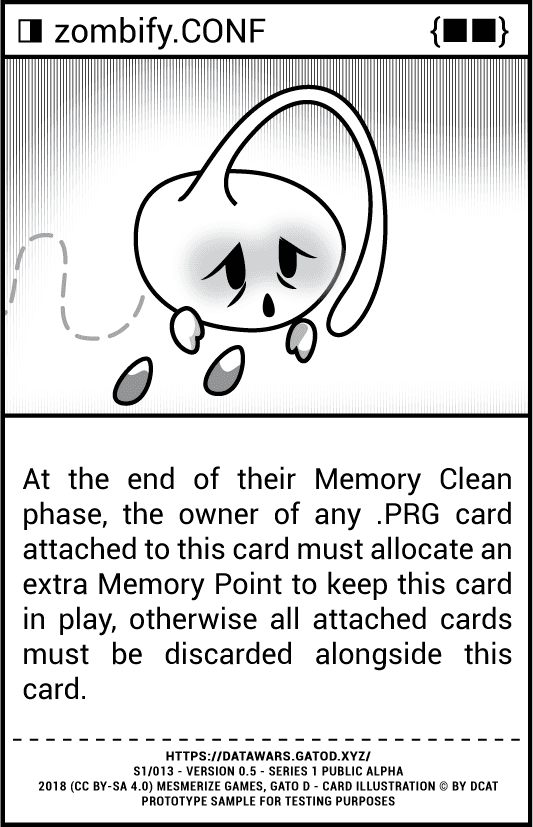 zombify.CONF {■■}
At the end of their Memory Clean
phase, the owner of any .PRG card
attached to this card must allocate an
extra Memory Point to keep this card
in play, otherwise all attached cards
must be discarded alongside this
card.
HTTPS://DATAWARS.GATOD.XYZ/
S1/013 - VERSION 0.5 - SERIES 1 PUBLIC ALPHA
2018 (CC BY-SA 4.0) MESMERIZE GAMES, GATO D - CARD ILLUSTRATION © BY DCAT
PROTOTYPE SAMPLE FOR TESTING PURPOSES